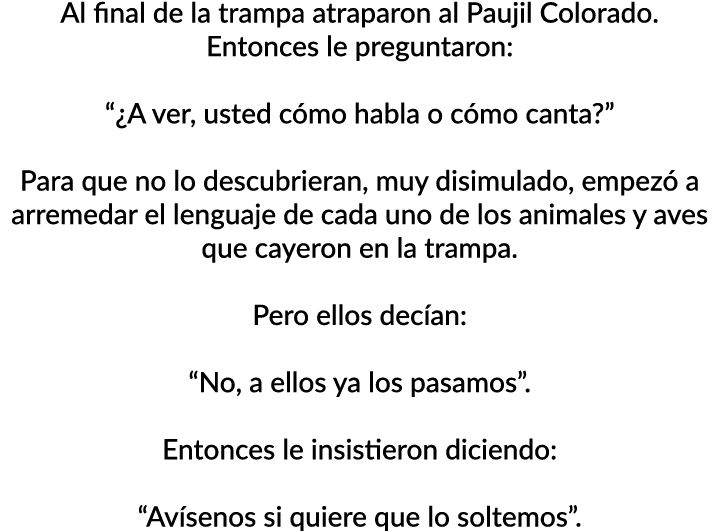 Al final de la trampa atraparon al Paujil Colorado.
Entonces le preguntaron:
“¿A ver, usted cómo habla o cómo canta?”
Para que no lo descubrieran, muy disimulado, empezó a
arremedar el lenguaje de cada uno de los animales y aves
que cayeron en la trampa.
Pero ellos decían:
“No, a ellos ya los pasamos”.
Entonces le insistieron diciendo:
“Avísenos si quiere que lo soltemos”.